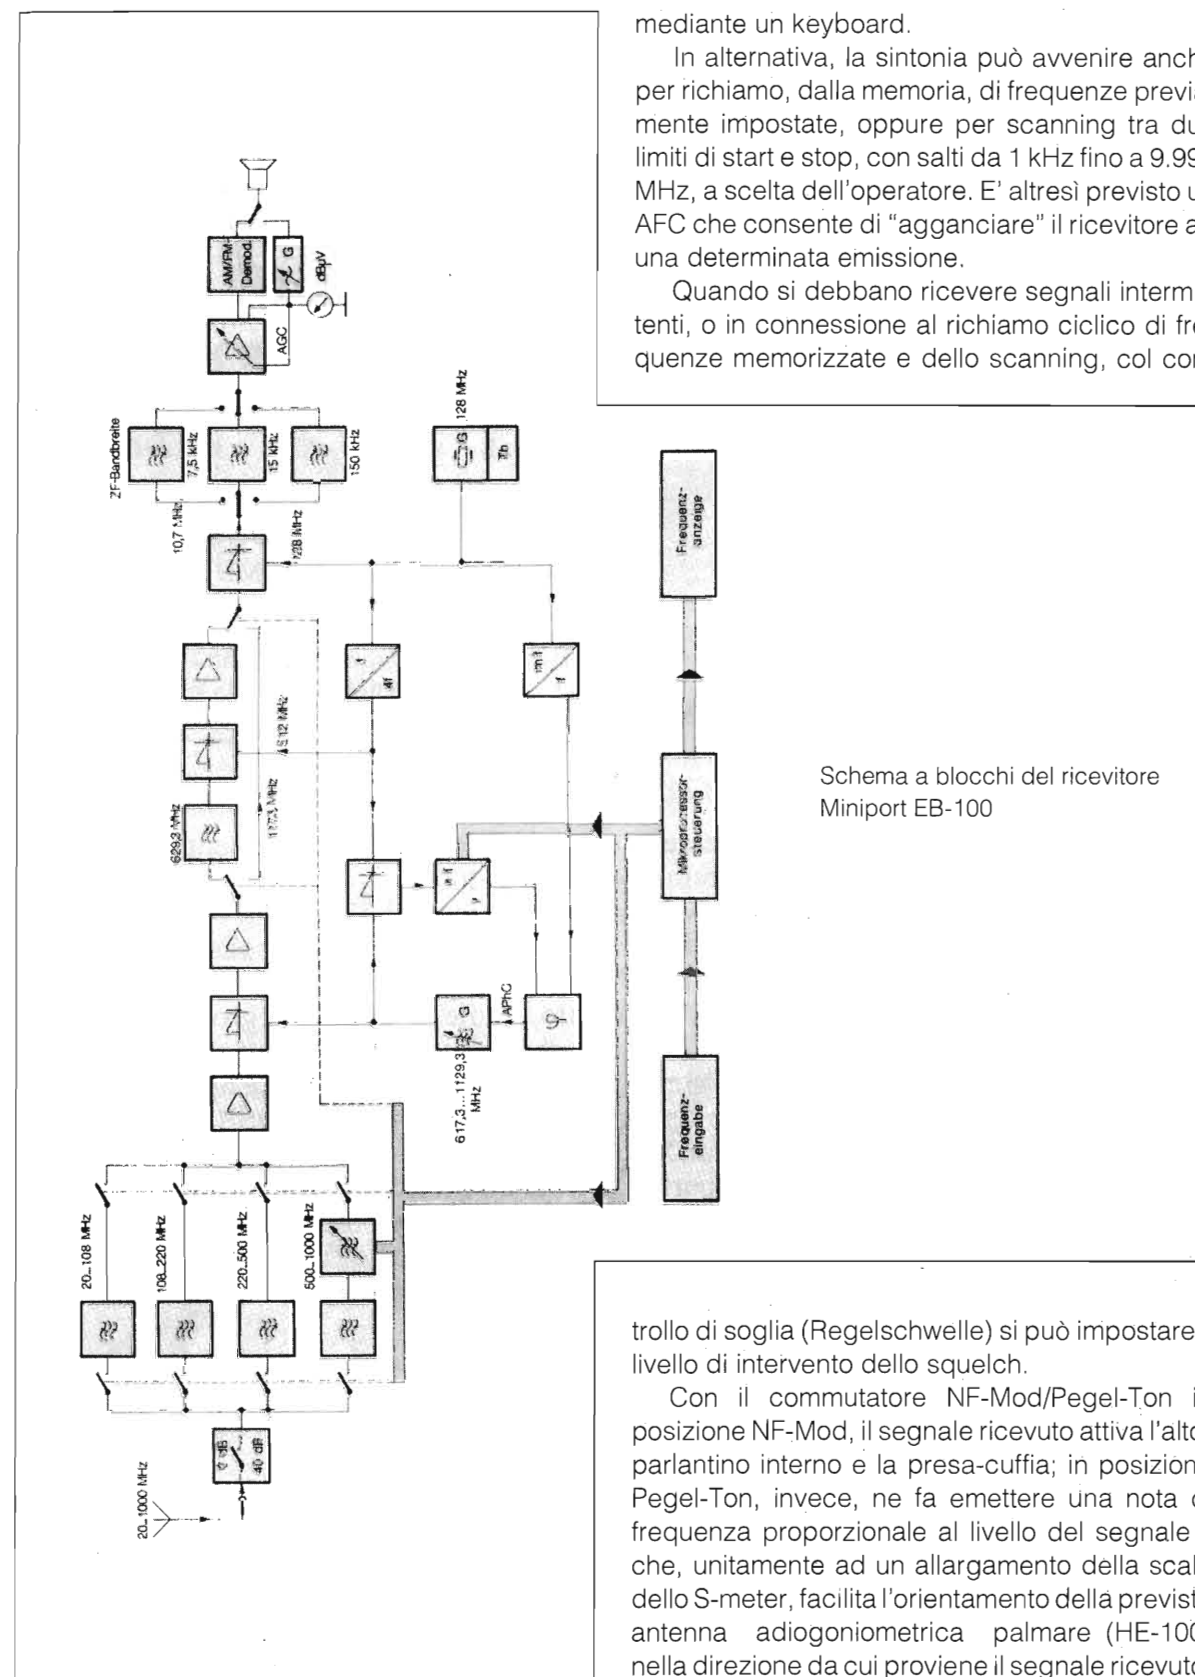 mediante un keyboard.
In alternativa, la sintonia può avvenire anch
per richiamo, dalla memoria, di frequenze previa
mente impostate, oppure per scanning tra du
limiti di start e stop, con salti da 1 kHz fino a 9.99
MHz, a scelta dell'operatore. E' altresì previsto u
AFC che consente di "agganciare" il ricevitore a
una determinata emissione.
Quando si debbano ricevere segnali interm
tenti, o in connessione al richiamo ciclico di fre
quenze memorizzate e dello scanning, col con
AM/FM-
Demod.
G
dBµV
AGC
ZF-Bandbreite
7,5 kHz
15 kHz
150 kHz
10,7 MHz
128 MHz
G
128 MHz
Th
629,3 MHz
512 MHz
f
4f
f
617,3...1129,3
MHz
G
APhC
φ
Frequenz-
anzeige
Mikroprozessor-
steuerung
Frequenz-
eingabe
Schema a blocchi del ricevitore
Miniport EB-100
20...108 MHz
108...220 MHz
220...500 MHz
500...1000 MHz
0 dB
40 dB
20...1000 MHz
trollo di soglia (Regelschwelle) si può impostare
livello di intervento dello squelch.
Con il commutatore NF-Mod/Pegel-Ton i
posizione NF-Mod, il segnale ricevuto attiva l'alto
parlantino interno e la presa-cuffia; in posizion
Pegel-Ton, invece, ne fa emettere una nota d
frequenza proporzionale al livello del segnale
che, unitamente ad un allargamento della scal
dello S-meter, facilita l'orientamento della previst
antenna adiogoniometrica palmare (HE-100
nella direzione da cui proviene il segnale ricevuto